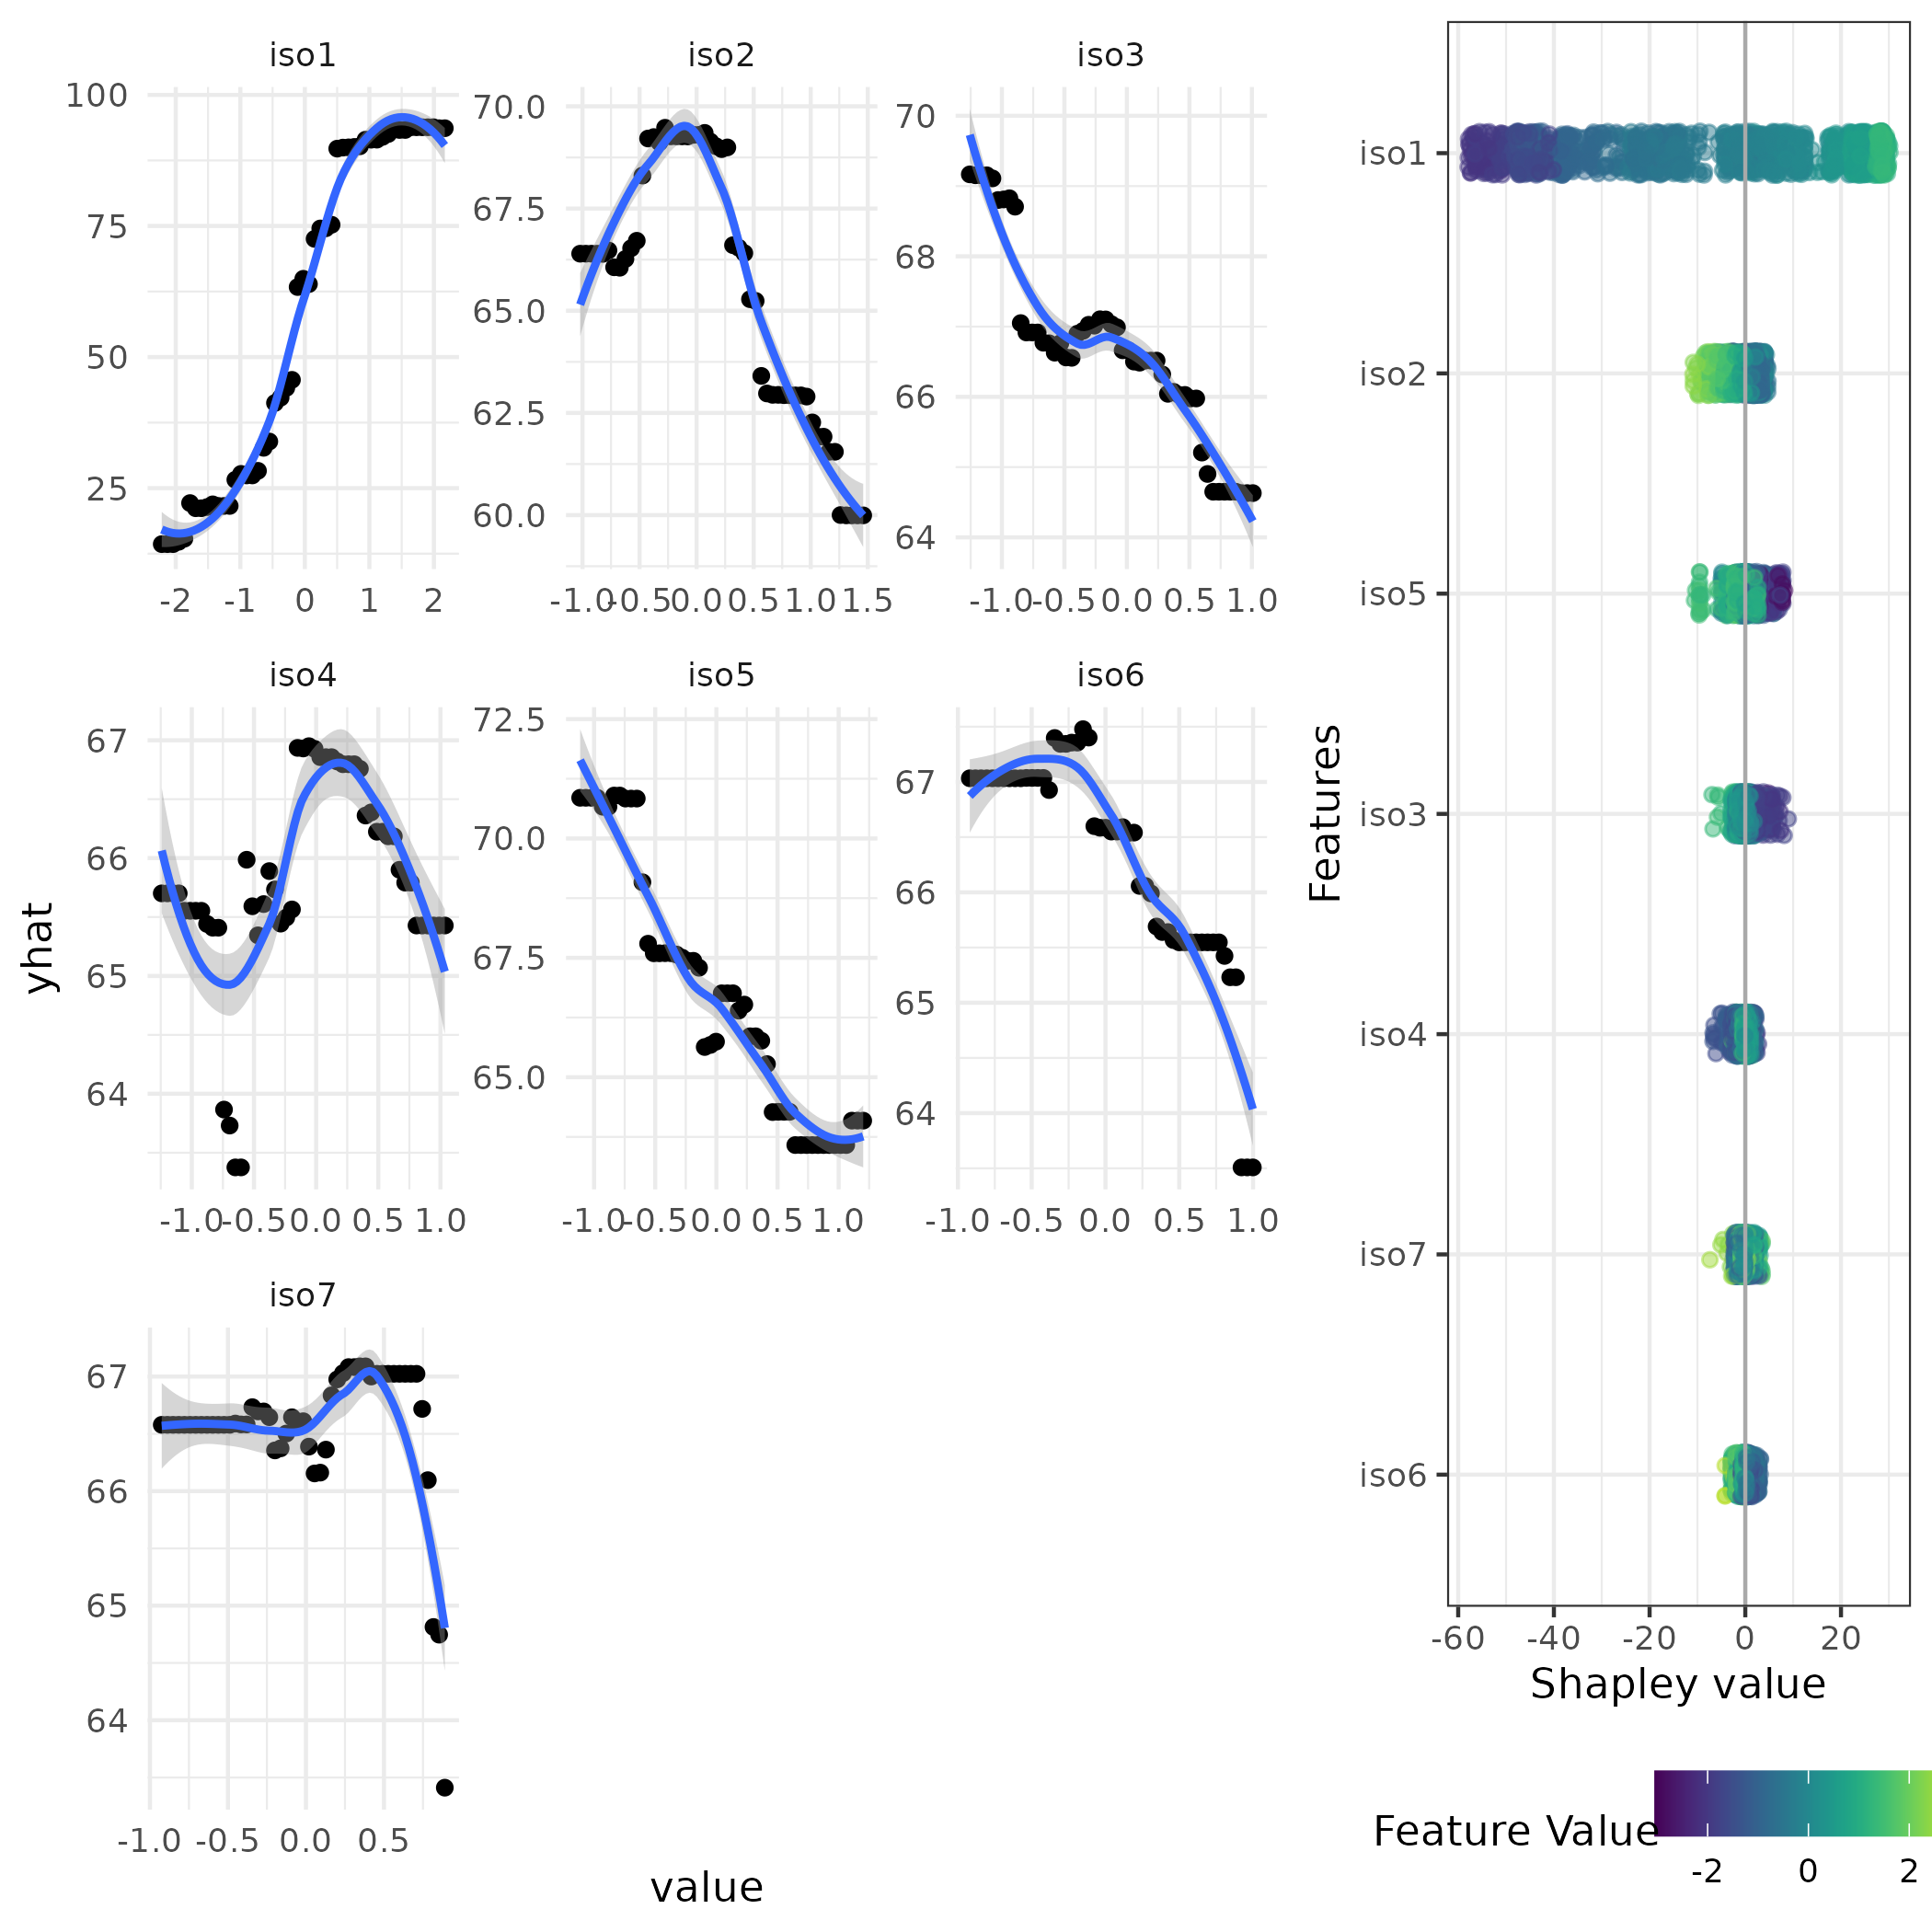 iso1 iso2 iso3
100
75
50
25
-2 -1 0 1 2
70.0
67.5
65.0
62.5
60.0
-1.0 -0.5 0.0 0.5 1.0 1.5
70
68
66
64
-1.0 -0.5 0.0 0.5 1.0
iso4 iso5 iso6
67
66
65
64
-1.0 -0.5 0.0 0.5 1.0
72.5
70.0
67.5
65.0
-1.0 -0.5 0.0 0.5 1.0
67
66
65
64
-1.0 -0.5 0.0 0.5 1.0
iso7
67
66
65
64
-1.0 -0.5 0.0 0.5
yhat
value
Features
iso1
iso2
iso5
iso3
iso4
iso7
iso6
-60 -40 -20 0 20
Shapley value
Feature Value
-2 0 2